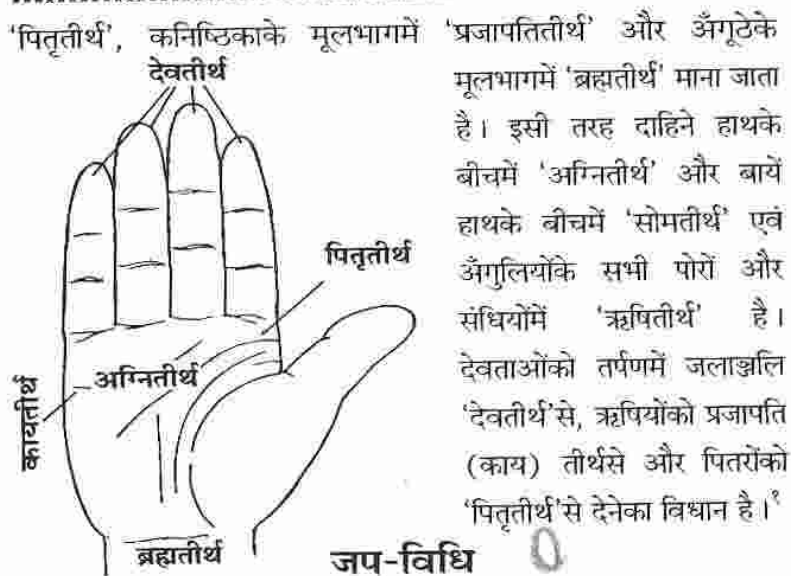 'पितृतीर्थ', कनिष्ठिकाके मूलभागमें 'प्रजापतितीर्थ' और अँगूठेके
मूलभागमें 'ब्रह्मतीर्थ' माना जाता
है। इसी तरह दाहिने हाथके
बीचमें 'अग्नितीर्थ' और बायें
हाथके बीचमें 'सोमतीर्थ' एवं
अँगुलियोंके सभी पोरों और
संधियोंमें 'ऋषितीर्थ' है।
देवताओंको तर्पणमें जलाञ्जलि
'देवतीर्थ'से, ऋषियोंको प्रजापति
(काय) तीर्थसे और पितरोंको
'पितृतीर्थ'से देनेका विधान है।१
देवतीर्थ
पितृतीर्थ
अग्नितीर्थ
कायतीर्थ
ब्रह्मतीर्थ
जप-विधि